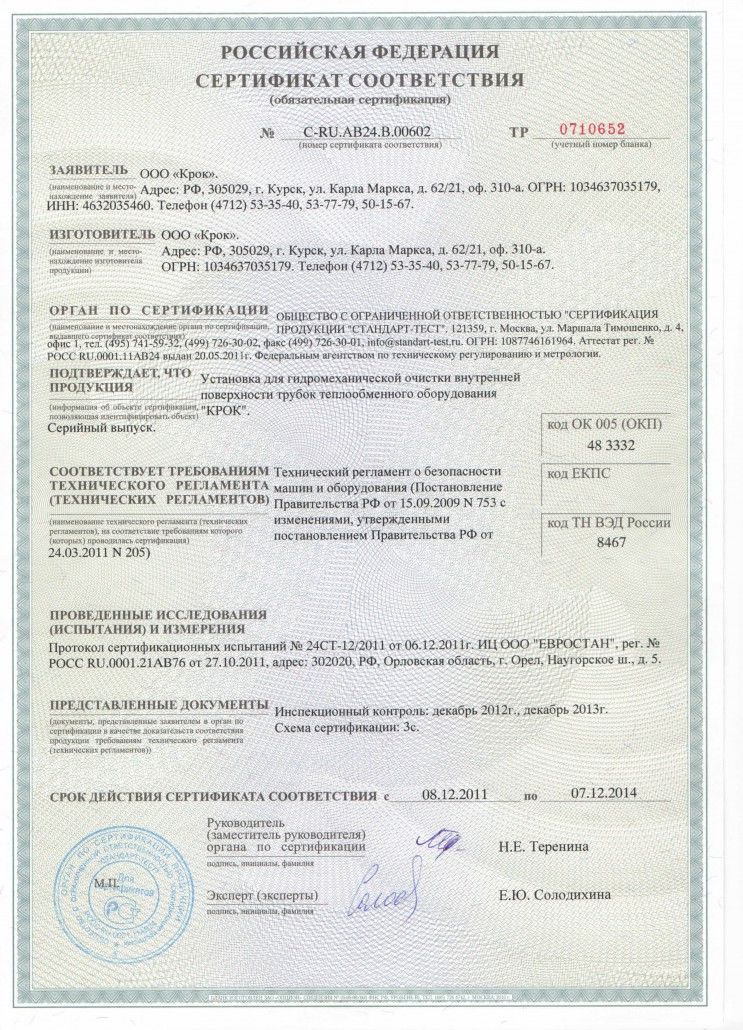 РОССИЙСКАЯ ФЕДЕРАЦИЯ
СЕРТИФИКАТ СООТВЕТСТВИЯ
(обязательная сертификация)
№ C-RU.АВ24.В.00602 ТР 0710652
(номер сертификата соответствия) (учетный номер бланка)
ЗАЯВИТЕЛЬ ООО «Крок».
(наименование и место- Адрес: РФ, 305029, г. Курск, ул. Карла Маркса, д. 62/21, оф. 310-а. ОГРН: 1034637035179,
нахождение заявителя)
ИНН: 4632035460. Телефон (4712) 53-35-40, 53-77-79, 50-15-67.
ИЗГОТОВИТЕЛЬ ООО «Крок».
(наименование и место- Адрес: РФ, 305029, г. Курск, ул. Карла Маркса, д. 62/21, оф. 310-а.
нахождение изготовителя ОГРН: 1034637035179. Телефон (4712) 53-35-40, 53-77-79, 50-15-67.
продукции)
ОРГАН ПО СЕРТИФИКАЦИИ ОБЩЕСТВО С ОГРАНИЧЕННОЙ ОТВЕТСТВЕННОСТЬЮ "СЕРТИФИКАЦИЯ
(наименование и местонахождение органа по сертификации, ПРОДУКЦИИ "СТАНДАРТ-ТЕСТ". 121359, г. Москва, ул. Маршала Тимошенко, д. 4,
выдавшего сертификат соответствия)
офис 1, тел. (495) 741-59-32, (499) 726-30-02, факс (499) 726-30-01, info@standart-test.ru. ОГРН: 1087746161964. Аттестат рег. №
РОСС RU.0001.11АВ24 выдан 20.05.2011г. Федеральным агентством по техническому регулированию и метрологии.
ПОДТВЕРЖДАЕТ, ЧТО
ПРОДУКЦИЯ Установка для гидромеханической очистки внутренней
поверхности трубок теплообменного оборудования
(информация об объекте сертификации, "КРОК".
позволяющая идентифицировать объект)
Серийный выпуск.
код ОК 005 (ОКП)
48 3332
СООТВЕТСТВУЕТ ТРЕБОВАНИЯМ Технический регламент о безопасности
ТЕХНИЧЕСКОГО РЕГЛАМЕНТА машин и оборудования (Постановление
(ТЕХНИЧЕСКИХ РЕГЛАМЕНТОВ) Правительства РФ от 15.09.2009 N 753 с
(наименование технического регламента (технических изменениями, утвержденными
регламентов), на соответствие требованиям которого постановлением Правительства РФ от
(которых) проводилась сертификация)
24.03.2011 N 205)
код ЕКПС
код ТН ВЭД России
8467
ПРОВЕДЕННЫЕ ИССЛЕДОВАНИЯ
(ИСПЫТАНИЯ) И ИЗМЕРЕНИЯ
Протокол сертификационных испытаний № 24СТ-12/2011 от 06.12.2011г. ИЦ ООО "ЕВРОСТАН", рег. №
РОСС RU.0001.21АВ76 от 27.10.2011, адрес: 302020, РФ, Орловская область, г. Орел, Наугорское ш., д. 5.
ПРЕДСТАВЛЕННЫЕ ДОКУМЕНТЫ Инспекционный контроль: декабрь 2012г., декабрь 2013г.
(документы, представленные заявителем в орган по Схема сертификации: 3с.
сертификации в качестве доказательств соответствия
продукции требованиям технического регламента
(технических регламентов))
СРОК ДЕЙСТВИЯ СЕРТИФИКАТА СООТВЕТСТВИЯ с 08.12.2011 по 07.12.2014
Руководитель
(заместитель руководителя)
органа по сертификации Н.Е. Теренина
подпись, инициалы, фамилия
М.П.
Эксперт (эксперты) Е.Ю. Солодихина
подпись, инициалы, фамилия